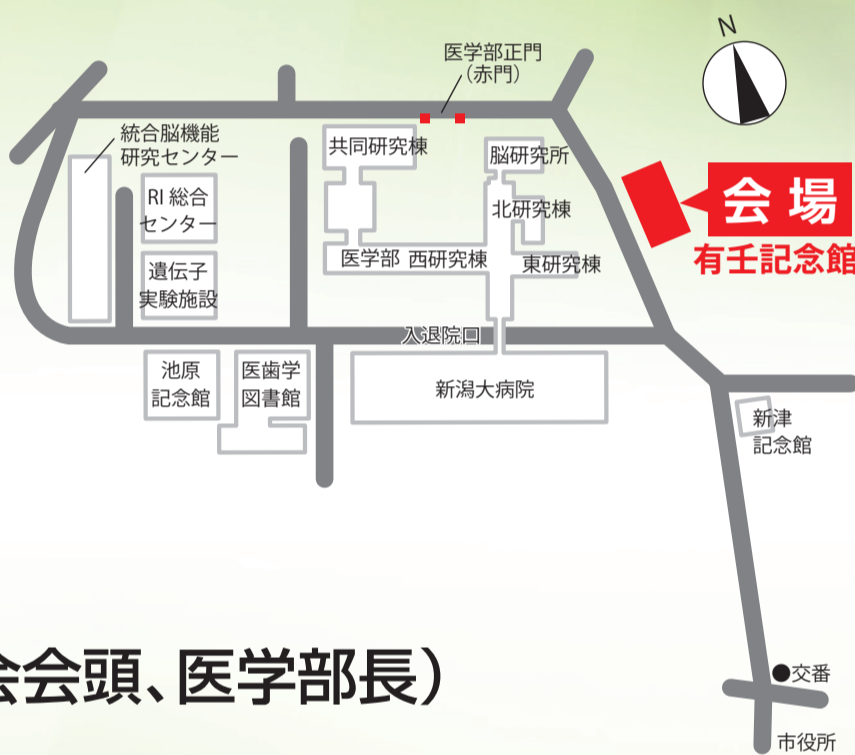 N
医学部正門
（赤門）
統合脳機能
研究センター
共同研究棟
脳研究所
RI 総合
センター
北研究棟
会 場
有壬記念館
医学部 西研究棟
東研究棟
遺伝子
実験施設
入退院口
池原
記念館
医歯学
図書館
新潟大病院
新津
記念館
会会頭、医学部長）
●交番
市役所